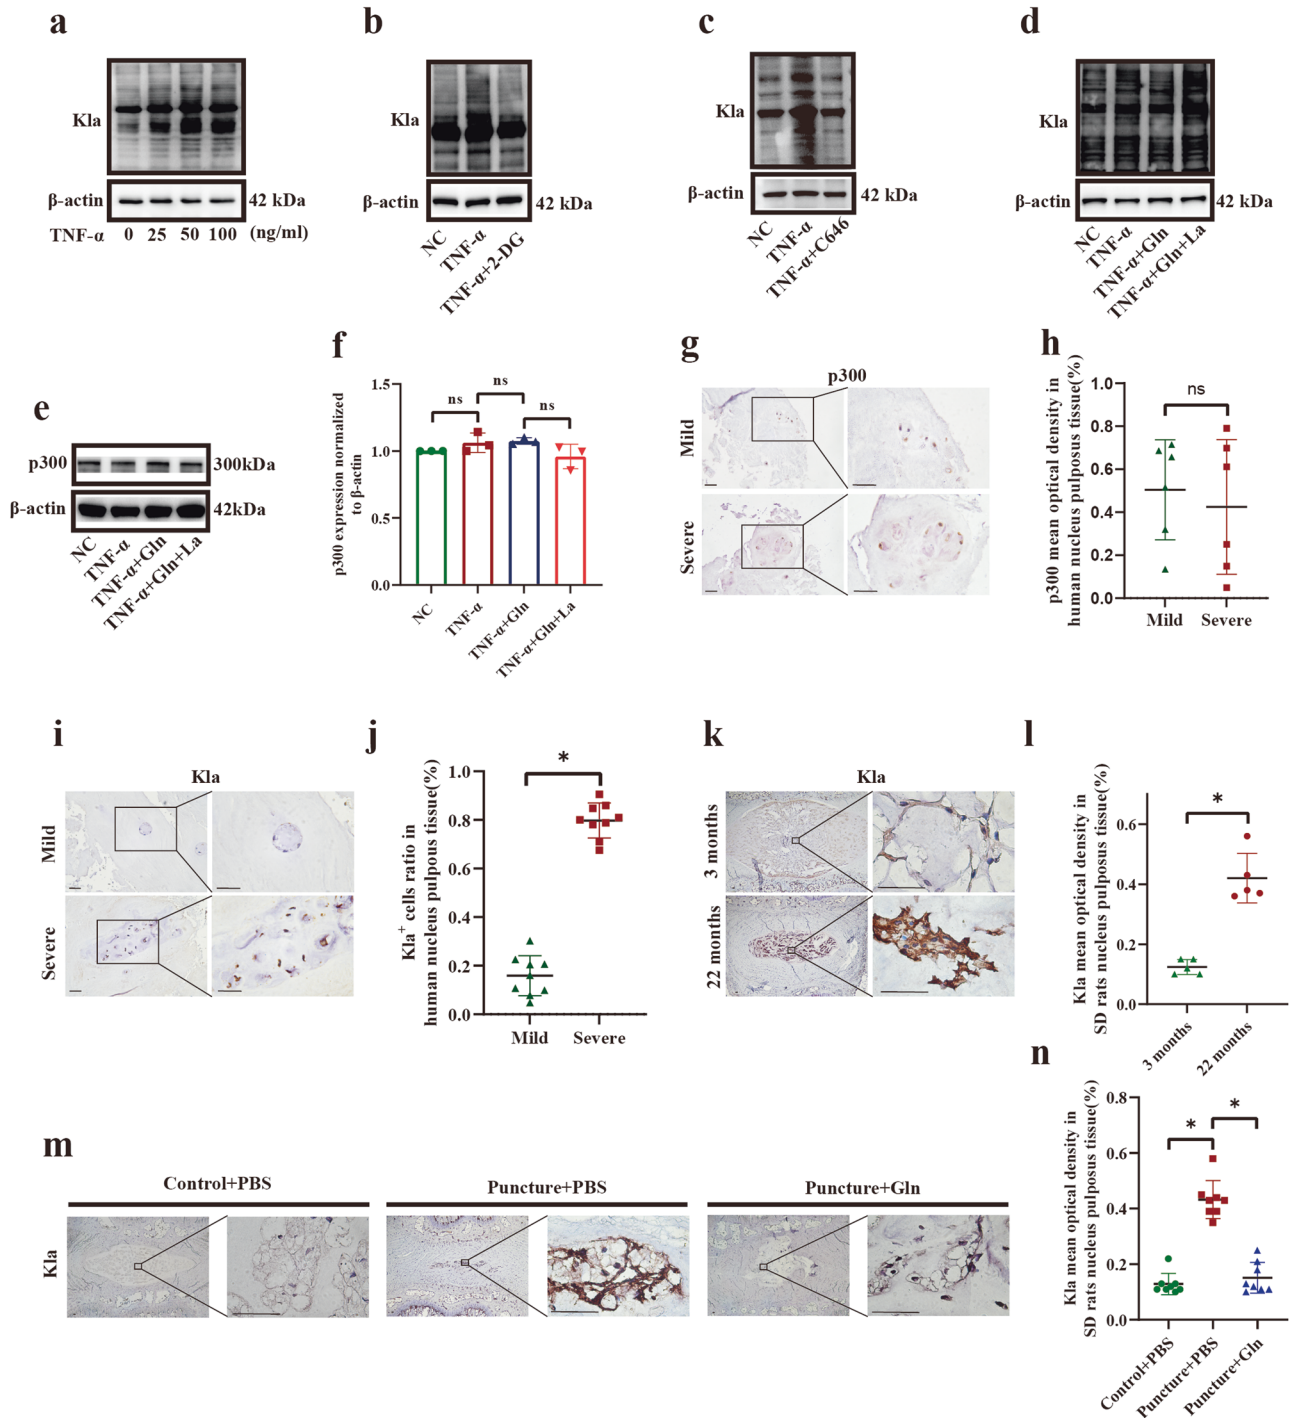 a
Kla
β-actin
42 kDa
TNF-α 0 25 50 100 (ng/ml)
b
Kla
β-actin
42 kDa
NC
TNF-α
TNF-α+2-DG
c
Kla
β-actin
42 kDa
NC
TNF-α
TNF-α+C646
d
Kla
β-actin
42 kDa
NC
TNF-α
TNF-α+Gln
TNF-α+Gln+La
e
p300
300kDa
β-actin
42kDa
NC
TNF-α
TNF-α+Gln
TNF-α+Gln+La
f
p300 expression normalized
to β-actin
1.5
1.0
0.5
0.0
ns
ns
ns
NC
TNF-α
TNF-α+Gln
TNF-α+Gln+La
g
p300
Mild
Severe
h
p300 mean optical density in
human nucleus pulposus tissue(%)
1.0
0.8
0.6
0.4
0.2
0.0
ns
Mild
Severe
i
Kla
Mild
Severe
j
Kla+ cells ratio in
human nucleus pulpous tissue(%)
1.0
0.8
0.6
0.4
0.2
0.0
*
Mild
Severe
k
Kla
3 months
22 months
l
Kla mean optical density in
SD rats nucleus pulposus tissue(%)
0.6
0.4
0.2
0.0
*
3 months
22 months
m
Control+PBS
Puncture+PBS
Puncture+Gln
Kla
n
Kla mean optical density in
SD rats nucleus pulposus tissue(%)
0.8
0.6
0.4
0.2
0.0
*
*
Control+PBS
Puncture+PBS
Puncture+Gln